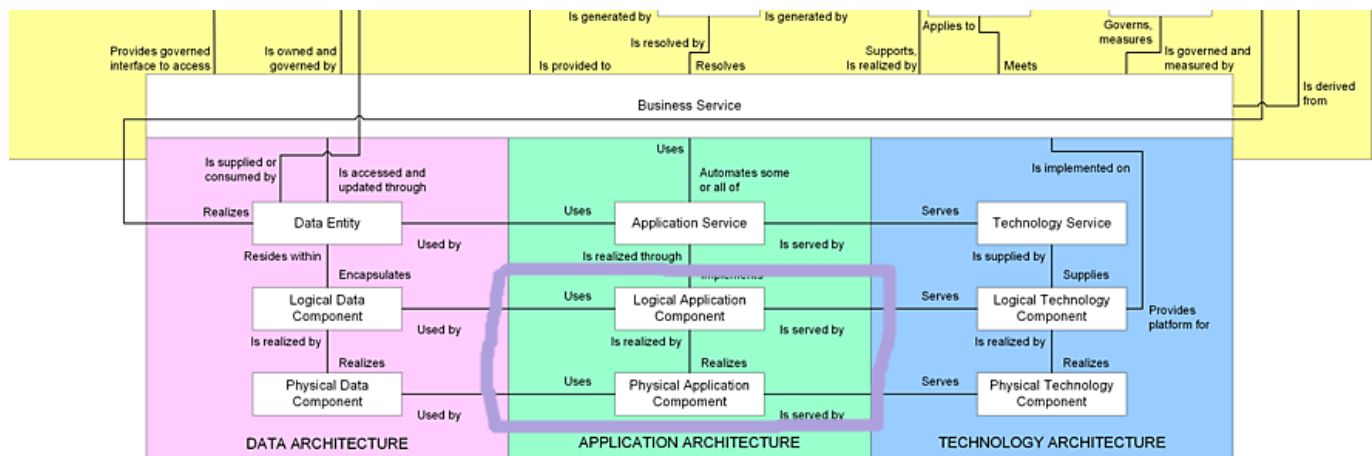 Is generated by
Is generated by
Applies to
Governs,
measures
Is resolved by
Provides governed
interface to access
Is owned and
governed by
Is provided to
Resolves
Supports,
Is realized by
Meets
Is governed and
measured by
Is derived
from
Business Service
Is supplied or
consumed by
Is accessed and
updated through
Uses
Automates some
or all of
Is implemented on
Realizes
Data Entity
Uses
Used by
Application Service
Serves
Is served by
Technology Service
Resides within
Encapsulates
Is realized through
Implements
Is supplied by
Supplies
Logical Data
Component
Uses
Used by
Logical Application
Component
Serves
Is served by
Logical Technology
Component
Provides
platform for
Is realized by
Realizes
Is realized by
Realizes
Is realized by
Realizes
Physical Data
Component
Uses
Used by
Physical Application
Compoment
Serves
Is served by
Physical Technology
Component
DATA ARCHITECTURE
APPLICATION ARCHITECTURE
TECHNOLOGY ARCHITECTURE